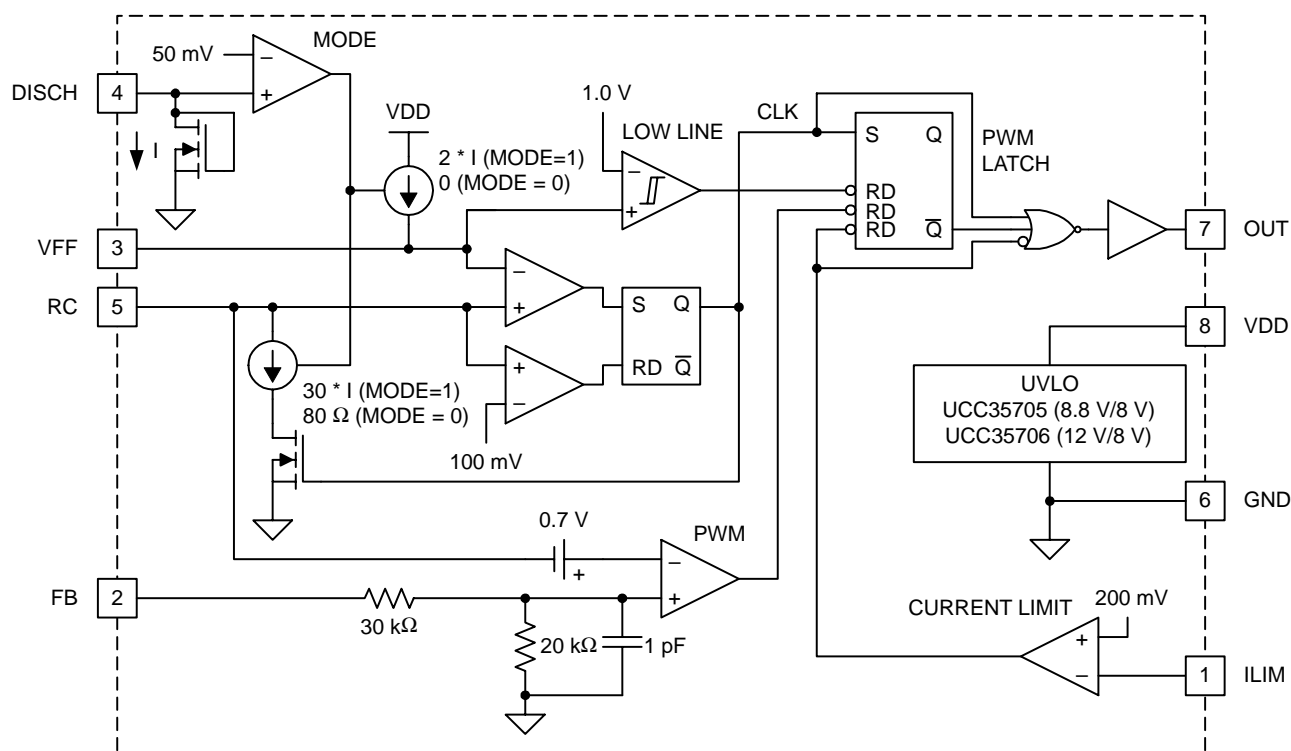 50 mV
MODE
DISCH
4
−
+
I
VDD
2 * I (MODE=1)
0 (MODE = 0)
1.0 V
LOW LINE
−
+
CLK
S Q
RD
RD
RD Q
PWM
LATCH
7
OUT
VFF
3
RC
5
−
+
+
−
S Q
RD Q
30 * I (MODE=1)
80 Ω (MODE = 0)
100 mV
8
VDD
UVLO
UCC35705 (8.8 V/8 V)
UCC35706 (12 V/8 V)
6
GND
0.7 V
+
PWM
−
+
FB
2
30 kΩ
20 kΩ
1 pF
CURRENT LIMIT
200 mV
+
−
1
ILIM